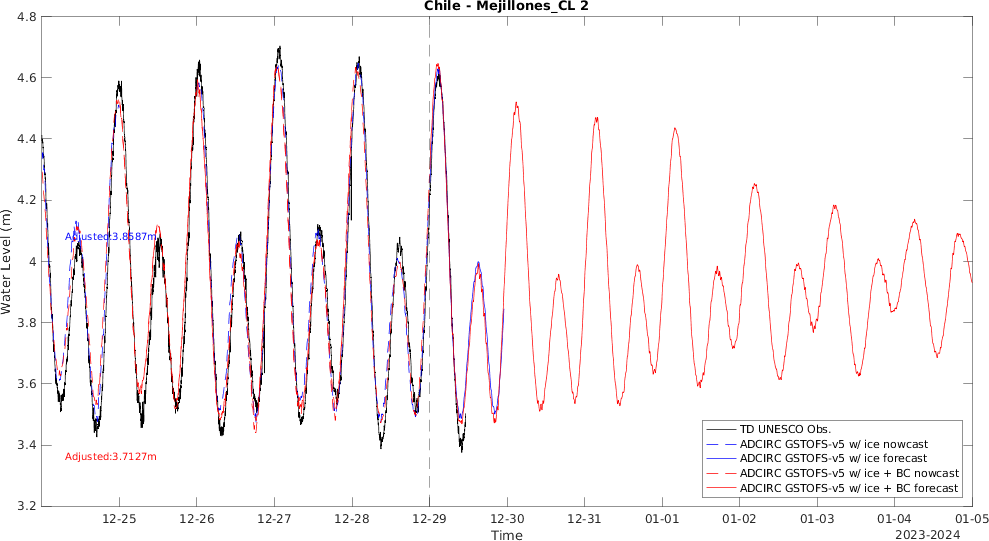 Chile - Mejillones_CL 2
4.8
4.6
4.4
4.2
4
3.8
3.6
3.4
3.2
Water Level (m)
Adjusted:3.8587m
Adjusted:3.7127m
TD UNESCO Obs.
ADCIRC GSTOFS-v5 w/ ice nowcast
ADCIRC GSTOFS-v5 w/ ice forecast
ADCIRC GSTOFS-v5 w/ ice + BC nowcast
ADCIRC GSTOFS-v5 w/ ice + BC forecast
12-25 12-26 12-27 12-28 12-29 12-30 12-31 01-01 01-02 01-03 01-04 01-05
Time
2023-2024